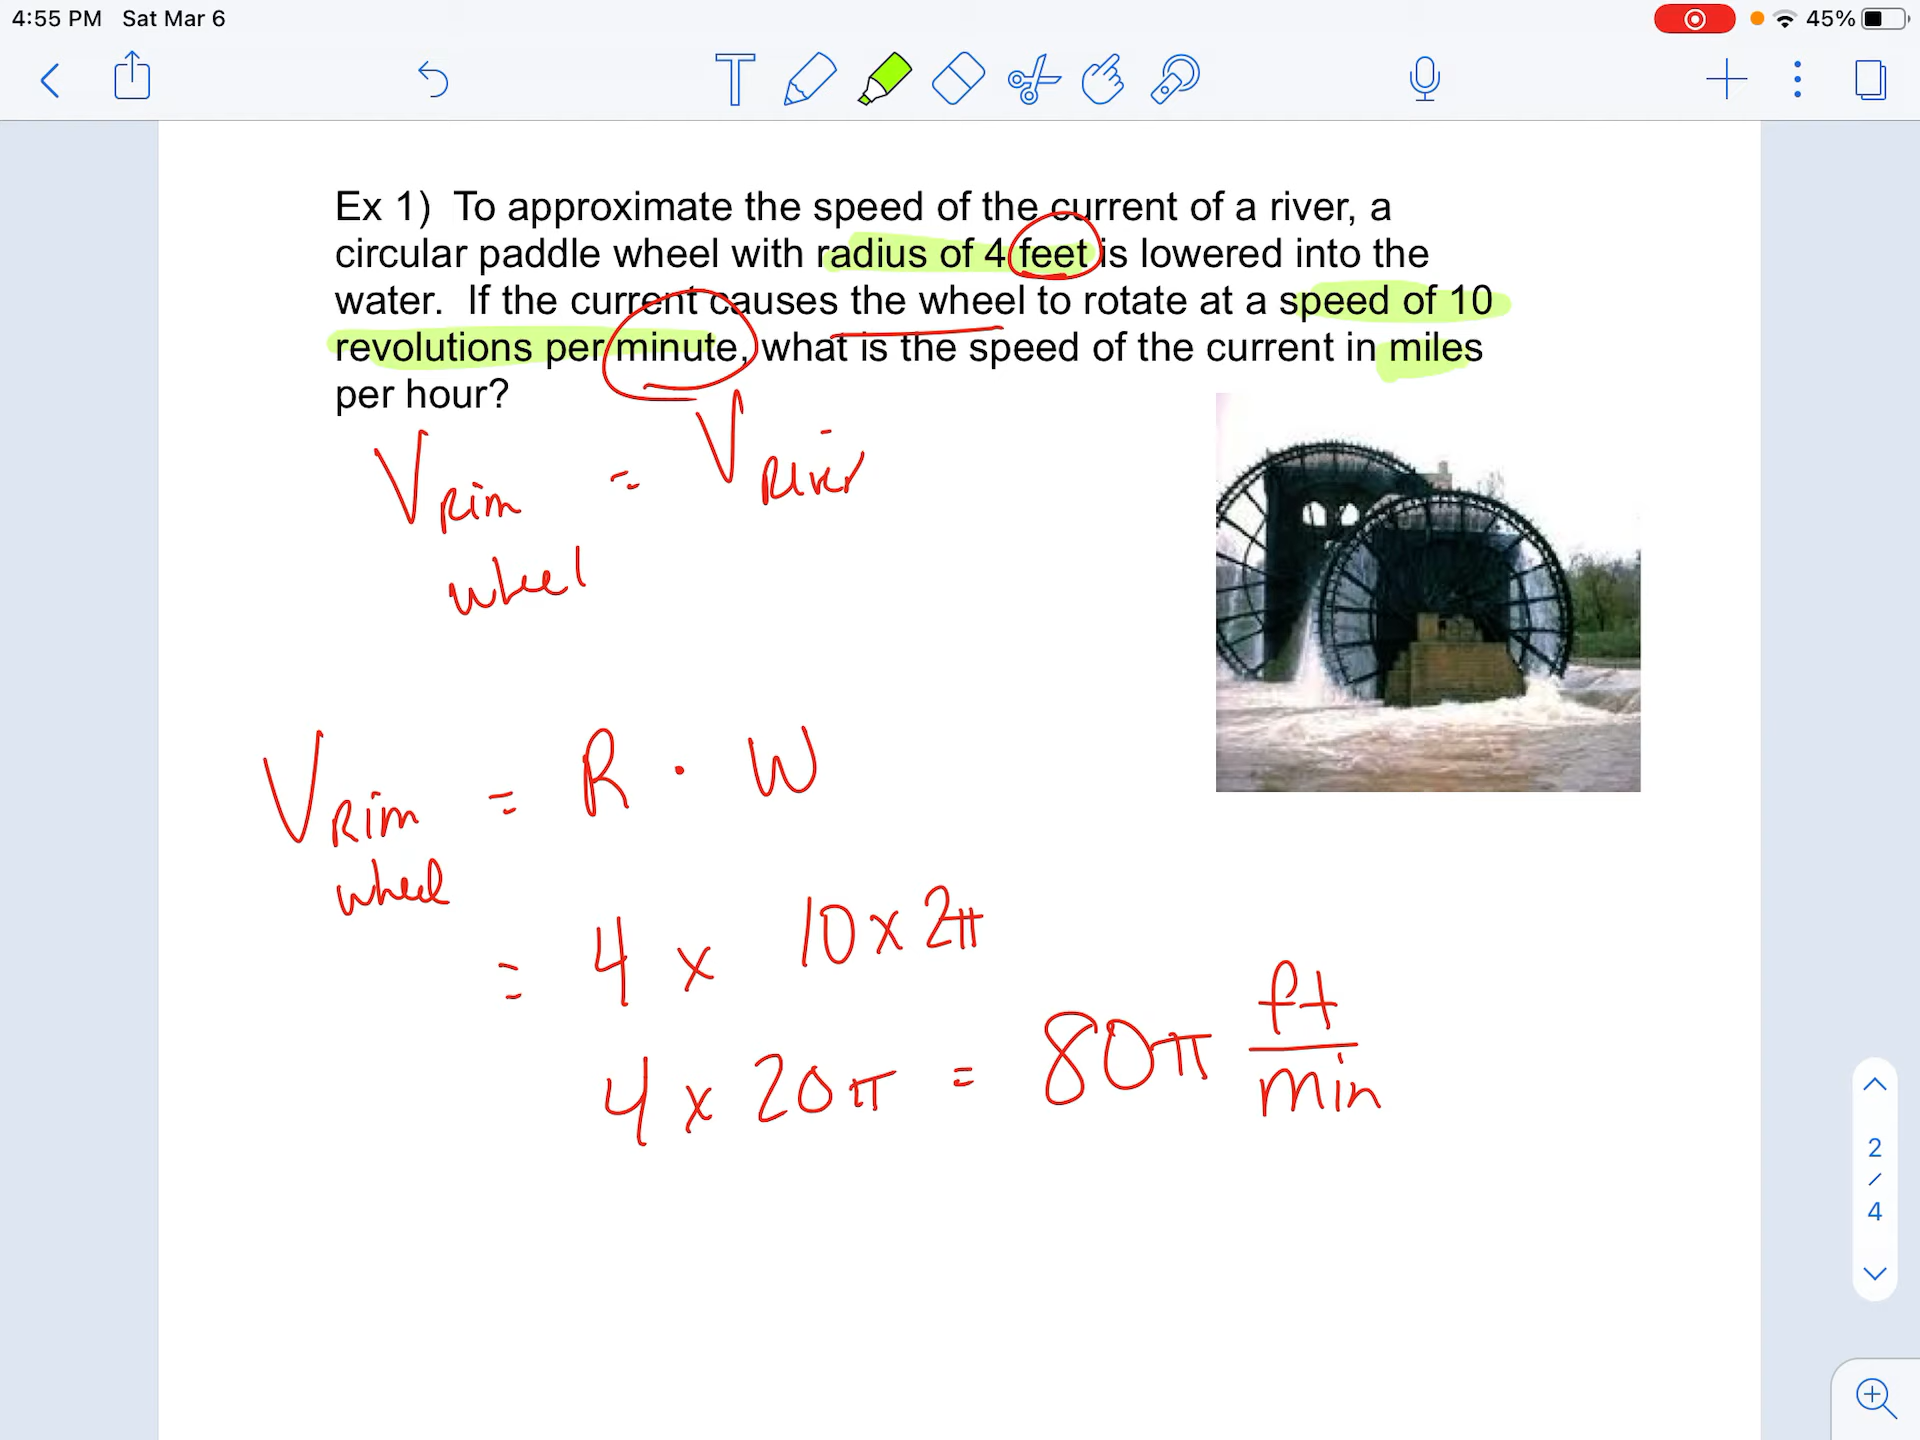 4:55 PM Sat Mar 6
45%
T
Ex 1) To approximate the speed of the current of a river, a
circular paddle wheel with radius of 4 feet is lowered into the
water. If the current causes the wheel to rotate at a speed of 10
revolutions per minute, what is the speed of the current in miles
per hour?
V Rim = V River
wheel
V Rim = R · W
wheel
= 4 x 10 x 2π
4 x 20π = 80π ft/min
2
/
4